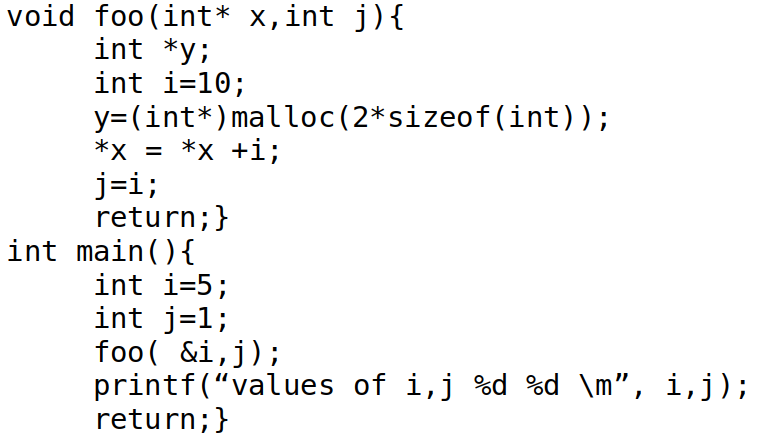 void foo(int* x,int j){
int *y;
int i=10;
y=(int*)malloc(2*sizeof(int));
*x = *x +i;
j=i;
return;}
int main(){
int i=5;
int j=1;
foo( &i,j);
printf(“values of i,j %d %d \m”, i,j);
return;}